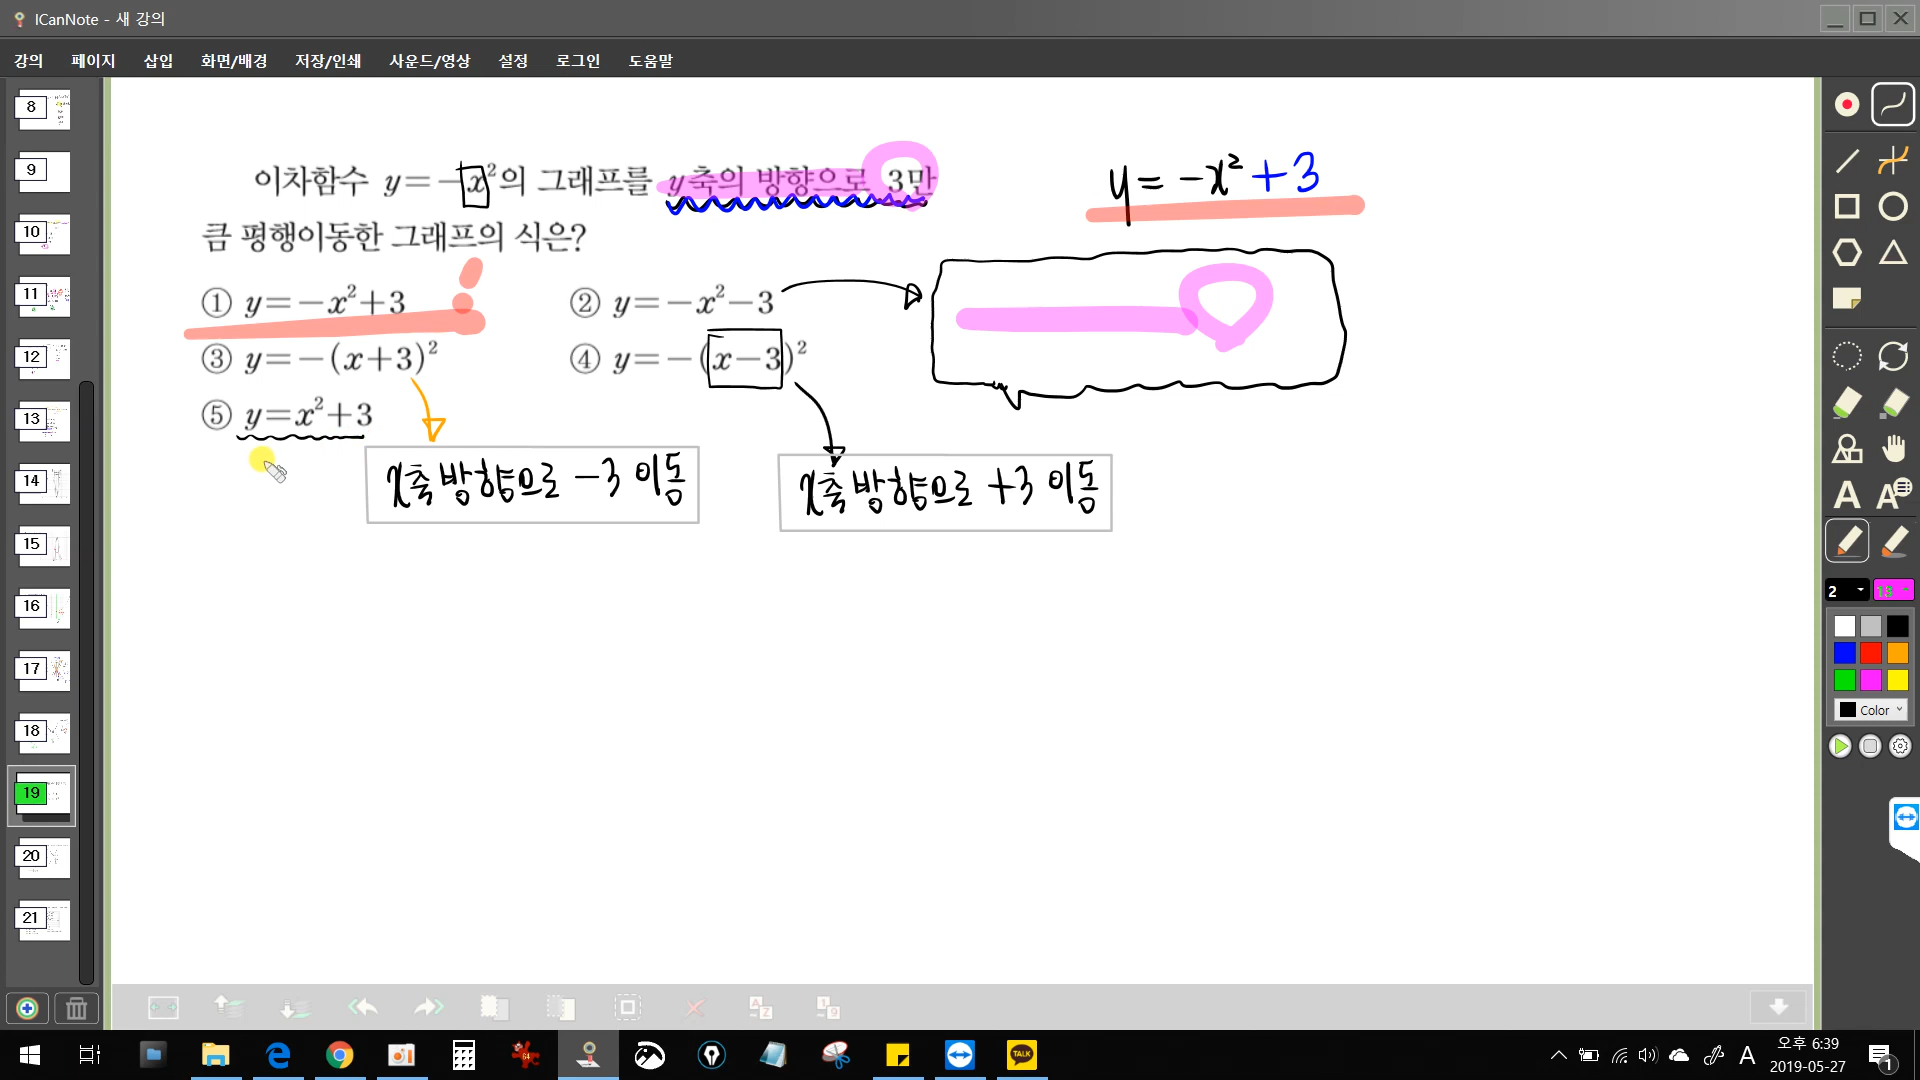 ICanNote - 새 강의
강의 페이지 삽입 화면/배경 저장/인쇄 사운드/영상 설정 로그인 도움말
8
9
10
11
12
13
14
15
16
17
18
19
20
21
이차함수 y=-x²의 그래프를 y축의 방향으로 3만
큼 평행이동한 그래프의 식은?
y = -x² +3
① y=-x²+3 ② y=-x²-3
③ y=-(x+3)² ④ y=-(x-3)²
⑤ y=x²+3
x축 방향으로 -3 이동
x축 방향으로 +3 이동
A A
2
Color
A Z
1 9
64
TALK
A
오후 6:39
2019-05-27
1